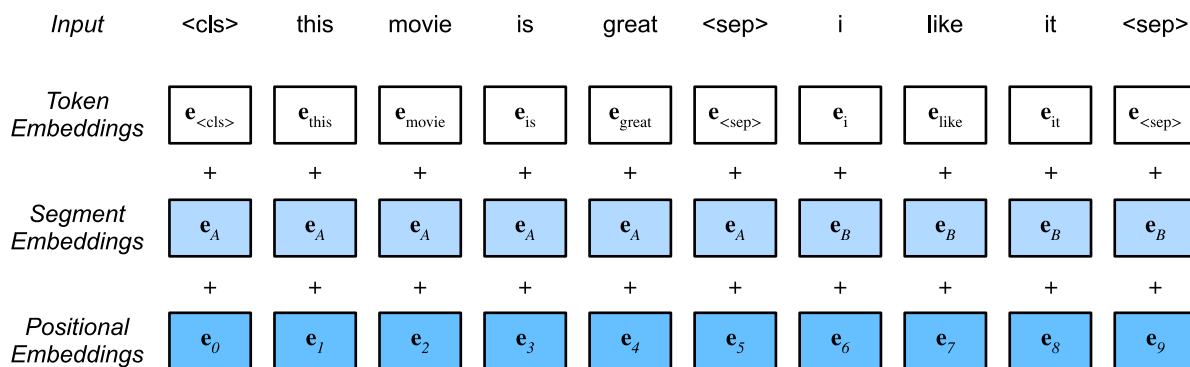 Input <cls> this movie is great <sep> i like it <sep>
Token
Embeddings
e<cls> ethis emovie eis egreat e<sep> ei elike eit e<sep>
+ + + + + + + + + +
Segment
Embeddings
eA eA eA eA eA eA eB eB eB eB
+ + + + + + + + + +
Positional
Embeddings
e0 e1 e2 e3 e4 e5 e6 e7 e8 e9